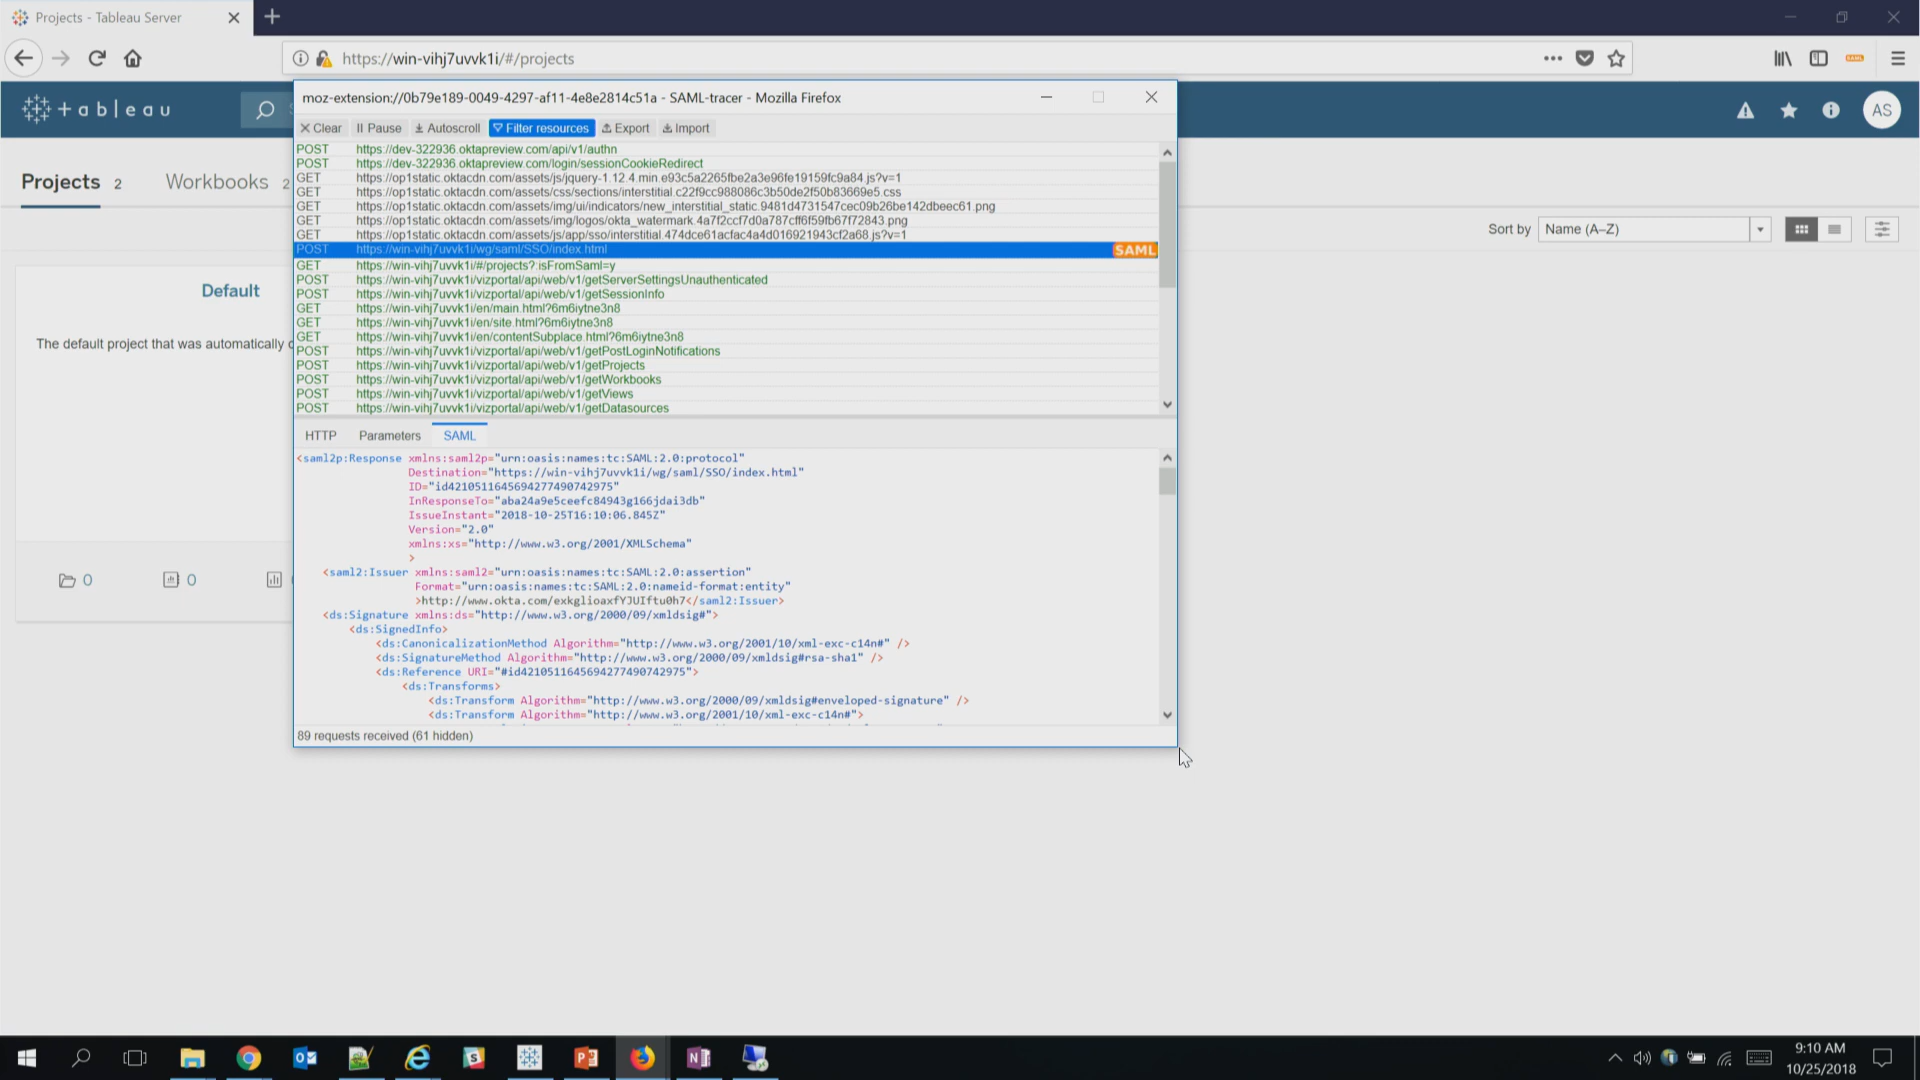 Projects - Tableau Server
https://win-vihj7uvvk1i/#/projects
+ableau
AS
Projects 2
Workbooks 2
Sort by
Name (A–Z)
Default
The default project that was automatically
0
0
moz-extension://0b79e189-0049-4297-af11-4e8e2814c51a - SAML-tracer - Mozilla Firefox
Clear
Pause
Autoscroll
Filter resources
Export
Import
POST https://dev-322936.oktapreview.com/api/v1/authn
POST https://dev-322936.oktapreview.com/login/sessionCookieRedirect
GET https://op1static.oktacdn.com/assets/js/jquery-1.12.4.min.e93c5a2265fbe2a3e96fe19159fc9a84.js?v=1
GET https://op1static.oktacdn.com/assets/css/sections/interstitial.c22f9cc988086c3b50de2f50b83669e5.css
GET https://op1static.oktacdn.com/assets/img/ui/indicators/new_interstitial_static.9481d4731547cec09b26be142dbeec61.png
GET https://op1static.oktacdn.com/assets/img/logos/okta_watermark.4a7f2ccf7d0a787cff6f59fb67f72843.png
GET https://op1static.oktacdn.com/assets/js/app/sso/interstitial.474dce61acfac4a4d016921943cf2a68.js?v=1
POST https://win-vihj7uvvk1i/wg/saml/SSO/index.html SAML
GET https://win-vihj7uvvk1i/#/projects?:isFromSaml=y
POST https://win-vihj7uvvk1i/vizportal/api/web/v1/getServerSettingsUnauthenticated
POST https://win-vihj7uvvk1i/vizportal/api/web/v1/getSessionInfo
GET https://win-vihj7uvvk1i/en/main.html?6m6iytne3n8
GET https://win-vihj7uvvk1i/en/site.html?6m6iytne3n8
GET https://win-vihj7uvvk1i/en/contentSubplace.html?6m6iytne3n8
POST https://win-vihj7uvvk1i/vizportal/api/web/v1/getPostLoginNotifications
POST https://win-vihj7uvvk1i/vizportal/api/web/v1/getProjects
POST https://win-vihj7uvvk1i/vizportal/api/web/v1/getWorkbooks
POST https://win-vihj7uvvk1i/vizportal/api/web/v1/getViews
POST https://win-vihj7uvvk1i/vizportal/api/web/v1/getDatasources
HTTP
Parameters
SAML
<saml2p:Response xmlns:saml2p="urn:oasis:names:tc:SAML:2.0:protocol"
Destination="https://win-vihj7uvvk1i/wg/saml/SSO/index.html"
ID="id42105116456942774907​42975"
InResponseTo="aba24a9e5ceefc84943g166jdai3db"
IssueInstant="2018-10-25T16:10:06.845Z"
Version="2.0"
xmlns:xs="http://www.w3.org/2001/XMLSchema"
>
<saml2:Issuer xmlns:saml2="urn:oasis:names:tc:SAML:2.0:assertion"
Format="urn:oasis:names:tc:SAML:2.0:nameid-format:entity"
>http://www.okta.com/exkglioaxfYJUIftu0h7</saml2:Issuer>
<ds:Signature xmlns:ds="http://www.w3.org/2000/09/xmldsig#">
<ds:SignedInfo>
<ds:CanonicalizationMethod Algorithm="http://www.w3.org/2001/10/xml-exc-c14n#" />
<ds:SignatureMethod Algorithm="http://www.w3.org/2000/09/xmldsig#rsa-sha1" />
<ds:Reference URI="#id42105116456942774907​42975">
<ds:Transforms>
<ds:Transform Algorithm="http://www.w3.org/2000/09/xmldsig#enveloped-signature" />
<ds:Transform Algorithm="http://www.w3.org/2001/10/xml-exc-c14n#">
89 requests received (61 hidden)
9:10 AM
10/25/2018